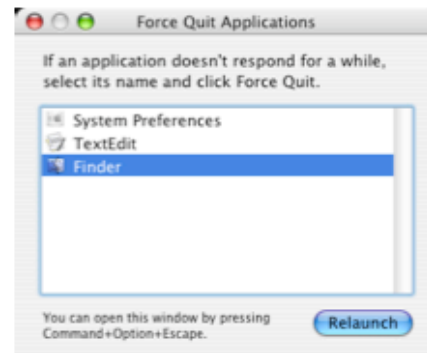 Force Quit Applications
If an application doesn't respond for a while,
select its name and click Force Quit.
System Preferences
TextEdit
Finder
You can open this window by pressing
Command+Option+Escape.
Relaunch